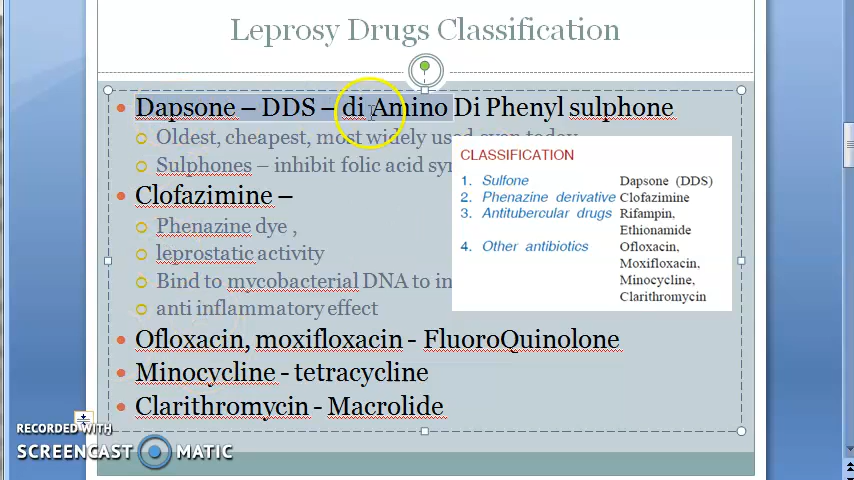 Leprosy Drugs Classification
Dapsone – DDS – di Amino Di Phenyl sulphone
Oldest, cheapest, most widely used even today
Sulphones – inhibit folic acid
Clofazimine –
Phenazine dye ,
leprostatic activity
Bind to mycobacterial DNA to
anti inflammatory effect
Ofloxacin, moxifloxacin - FluoroQuinolone
Minocycline - tetracycline
Clarithromycin - Macrolide
CLASSIFICATION
1. Sulfone Dapsone (DDS)
2. Phenazine derivative Clofazimine
3. Antitubercular drugs Rifampin,
Ethionamide
4. Other antibiotics Ofloxacin,
Moxifloxacin,
Minocycline,
Clarithromycin
RECORDED WITH
SCREENCAST MATIC